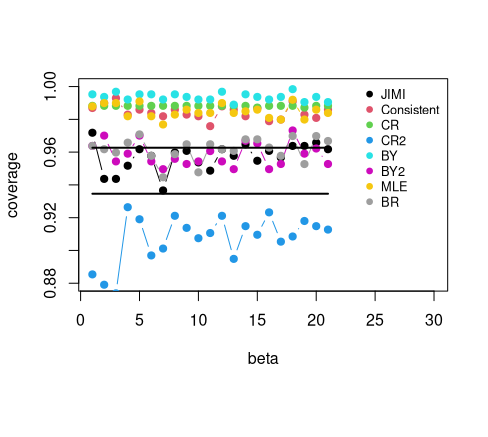 1.00
0.96
0.92
0.88
coverage
JIMI
Consistent
CR
CR2
BY
BY2
MLE
BR
0 5 10 15 20 25 30
beta